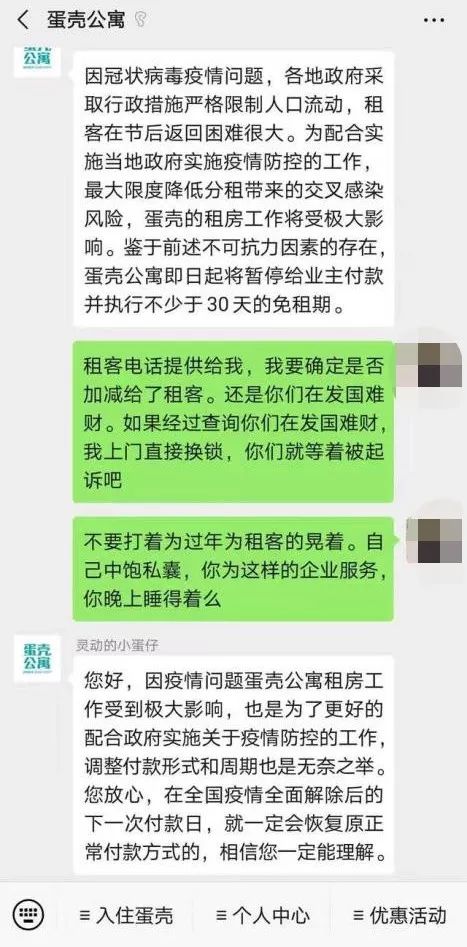 蛋壳公寓
蛋壳
公寓
因冠状病毒疫情问题，各地政府采
取行政措施严格限制人口流动，租
客在节后返回困难很大。为配合实
施当地政府实施疫情防控的工作，
最大限度降低分租带来的交叉感染
风险，蛋壳的租房工作将受极大影
响。鉴于前述不可抗力因素的存在，
蛋壳公寓即日起将暂停给业主付款
并执行不少于 30 天的免租期。
租客电话提供给我，我要确定是否
加减给了租客。还是你们在发国难
财。如果经过查询你们在发国难财，
我上门直接换锁，你们就等着被起
诉吧
不要打着为过年为租客的晃着。自
己中饱私囊，你为这样的企业服务，
你晚上睡得着么
灵动的小蛋仔
蛋壳
公寓
您好，因疫情问题蛋壳公寓租房工
作受到极大影响，也是为了更好的
配合政府实施关于疫情防控的工作，
调整付款形式和周期也是无奈之举。
您放心，在全国疫情全面解除后的
下一次付款日，就一定会恢复原正
常付款方式的，相信您一定能理解。
入住蛋壳
个人中心
优惠活动